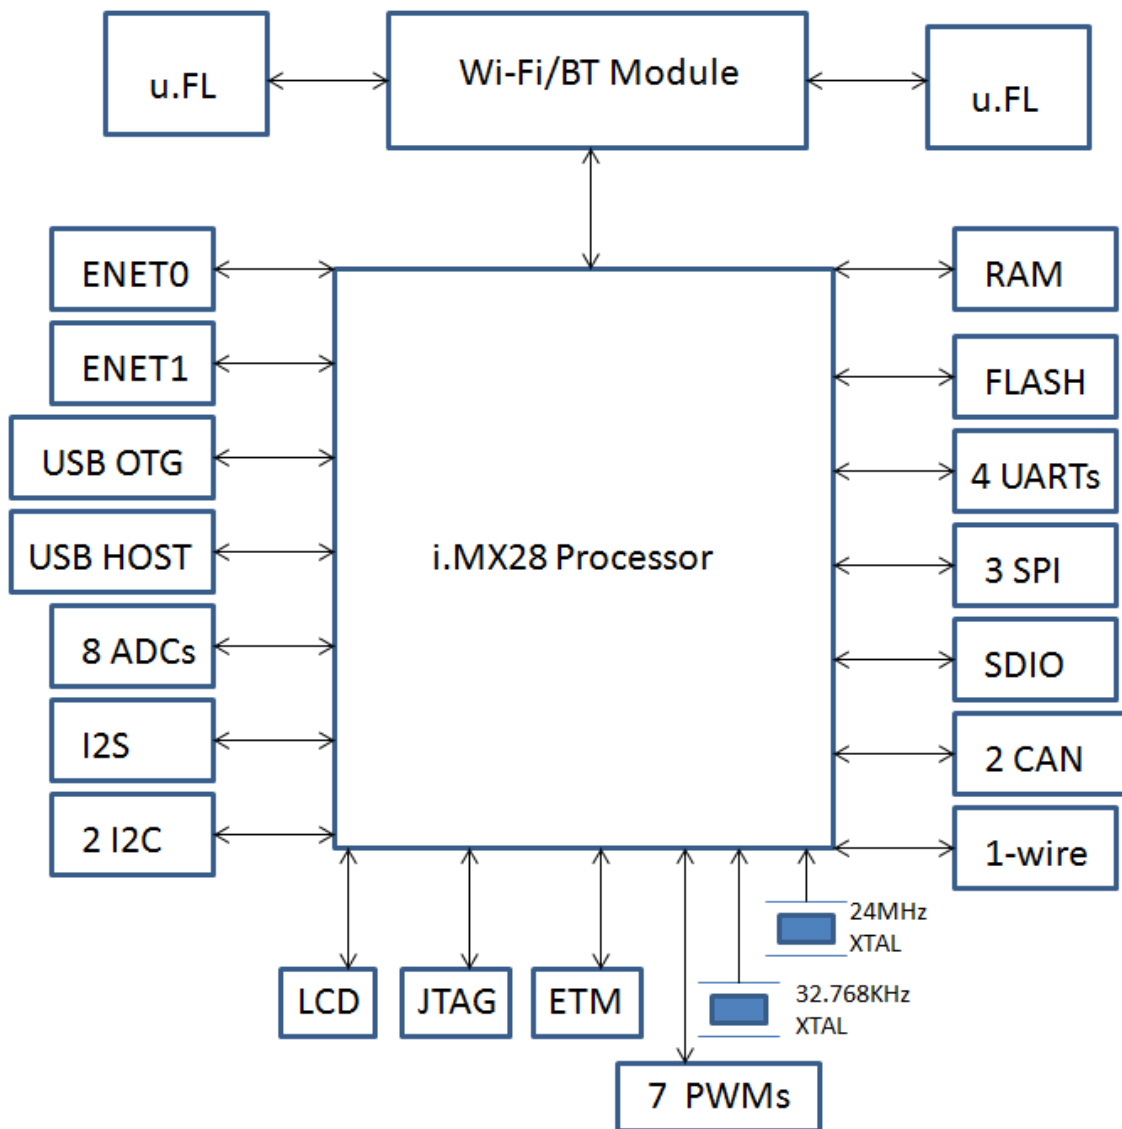 u.FL
Wi-Fi/BT Module
u.FL
ENET0
RAM
ENET1
FLASH
USB OTG
4 UARTs
USB HOST
i.MX28 Processor
3 SPI
8 ADCs
SDIO
I2S
2 CAN
2 I2C
1-wire
24MHz
XTAL
LCD
JTAG
ETM
32.768KHz
XTAL
7 PWMs